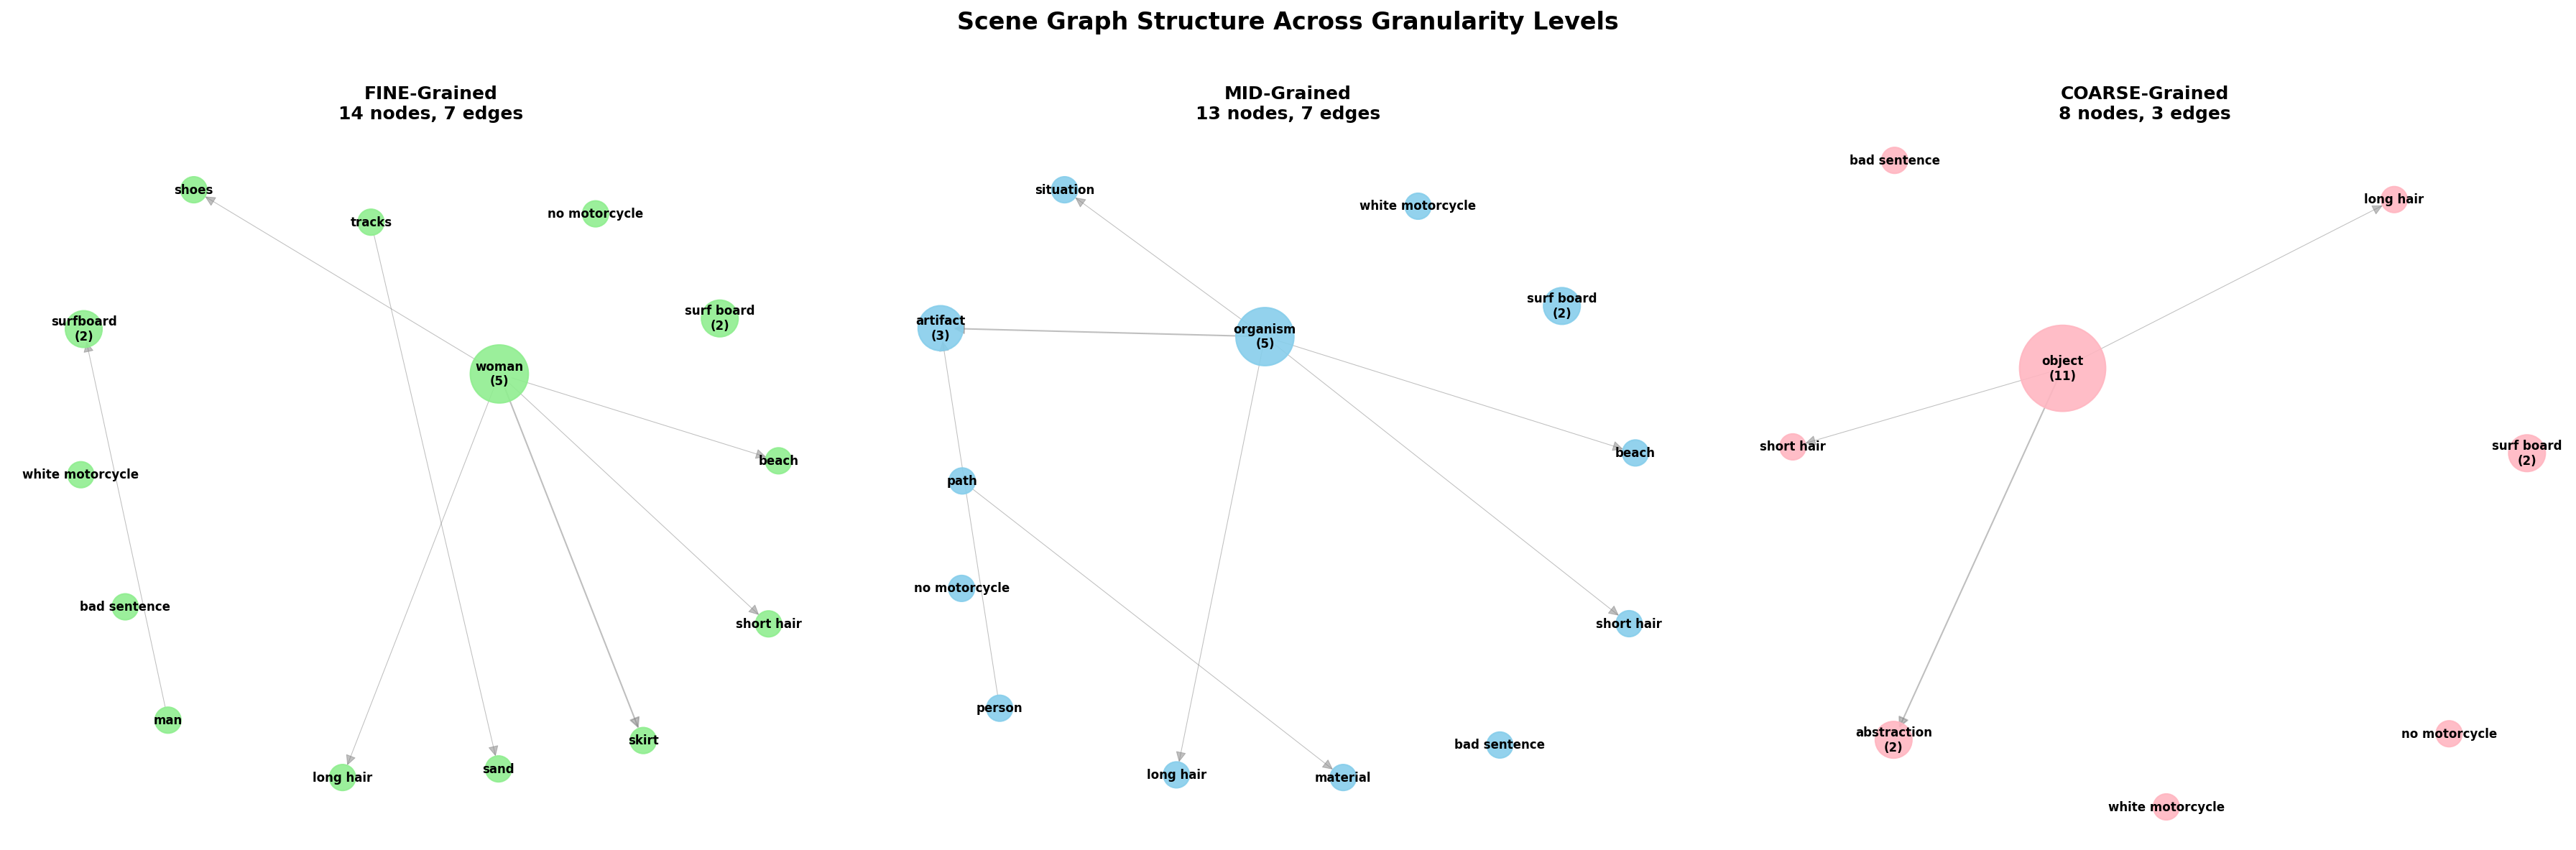 Scene Graph Structure Across Granularity Levels
FINE-Grained
14 nodes, 7 edges
shoes
tracks
no motorcycle
surfboard
(2)
surf board
(2)
woman
(5)
white motorcycle
beach
bad sentence
short hair
man
skirt
long hair
sand
MID-Grained
13 nodes, 7 edges
situation
white motorcycle
artifact
(3)
organism
(5)
surf board
(2)
beach
path
no motorcycle
short hair
person
bad sentence
long hair
material
COARSE-Grained
8 nodes, 3 edges
bad sentence
long hair
object
(11)
short hair
surf board
(2)
abstraction
(2)
no motorcycle
white motorcycle